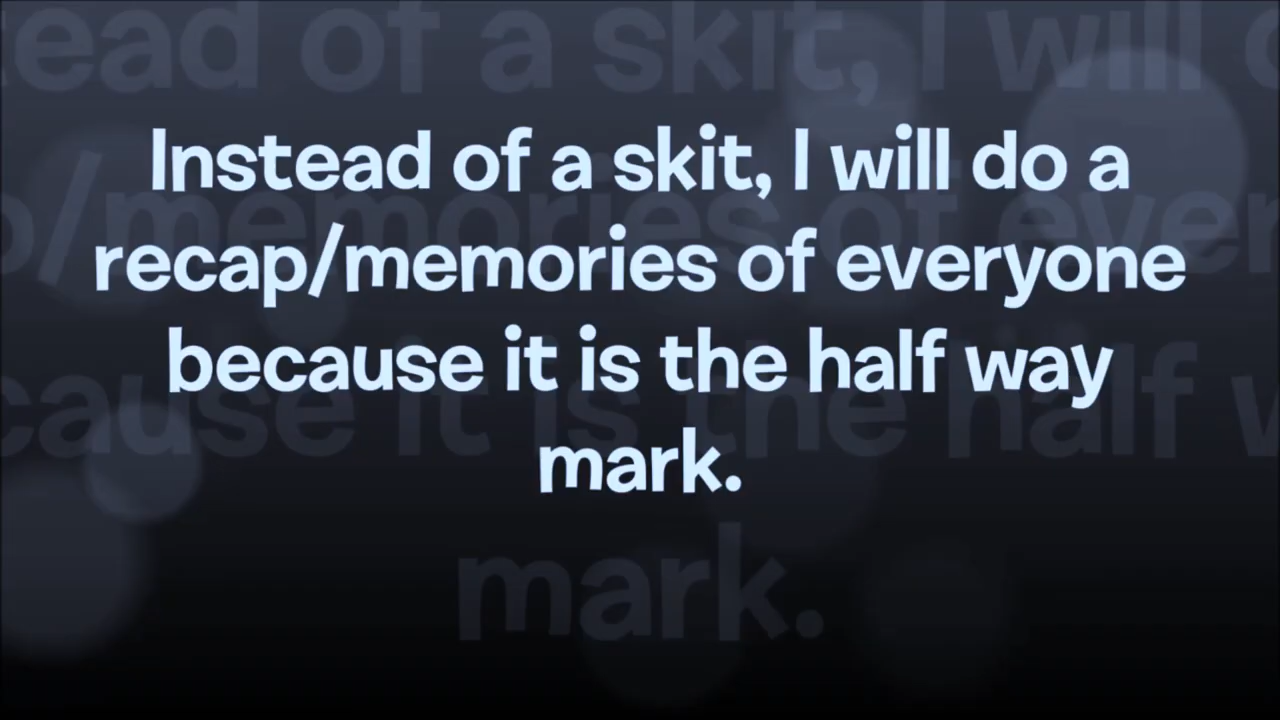 Instead of a skit, I will do a
recap/memories of everyone
because it is the half way
mark.